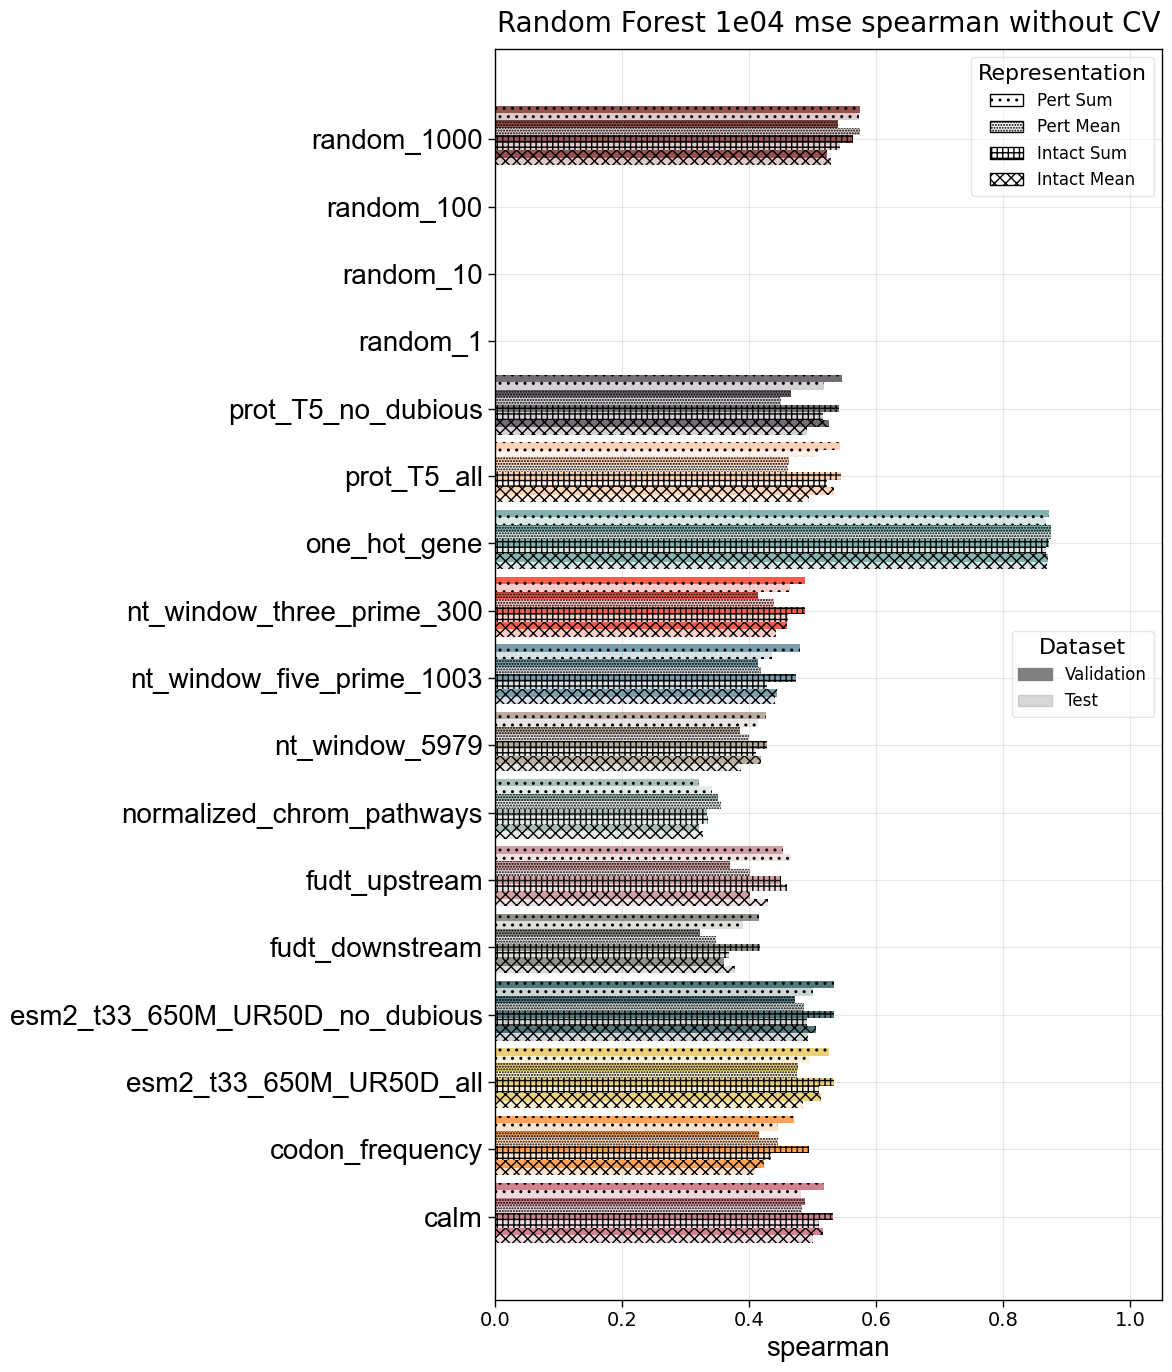 Random Forest 1e04 mse spearman without CV
Representation
Pert Sum
Pert Mean
Intact Sum
Intact Mean
random_1000
random_100
random_10
random_1
prot_T5_no_dubious
prot_T5_all
one_hot_gene
nt_window_three_prime_300
nt_window_five_prime_1003
nt_window_5979
normalized_chrom_pathways
fudt_upstream
fudt_downstream
esm2_t33_650M_UR50D_no_dubious
esm2_t33_650M_UR50D_all
codon_frequency
calm
Dataset
Validation
Test
0.0 0.2 0.4 0.6 0.8 1.0
spearman